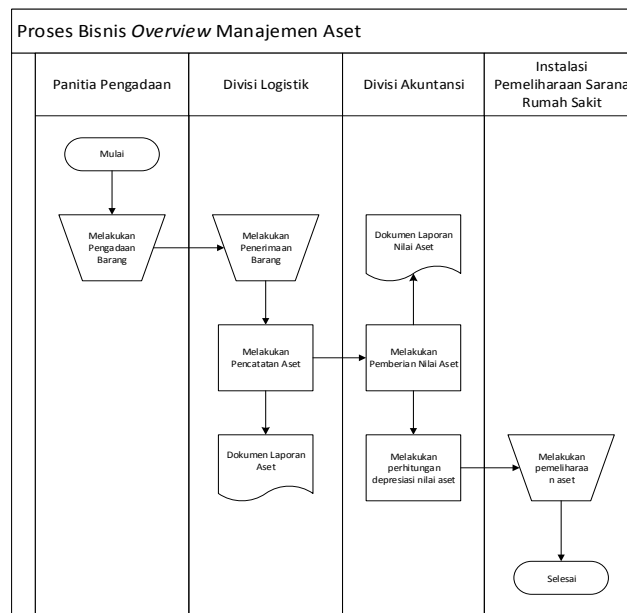 Proses Bisnis Overview Manajemen Aset
Panitia Pengadaan
Divisi Logistik
Divisi Akuntansi
Instalasi
Pemeliharaan Sarana
Rumah Sakit
Mulai
Melakukan
Pengadaan
Barang
Melakukan
Penerimaan
Barang
Dokumen Laporan
Nilai Aset
Melakukan
Pencatatan Aset
Melakukan
Pemberian Nilai Aset
Dokumen Laporan
Aset
Melakukan
perhitungan
depresiasi nilai aset
Melakukan
pemeliharaa
n aset
Selesai